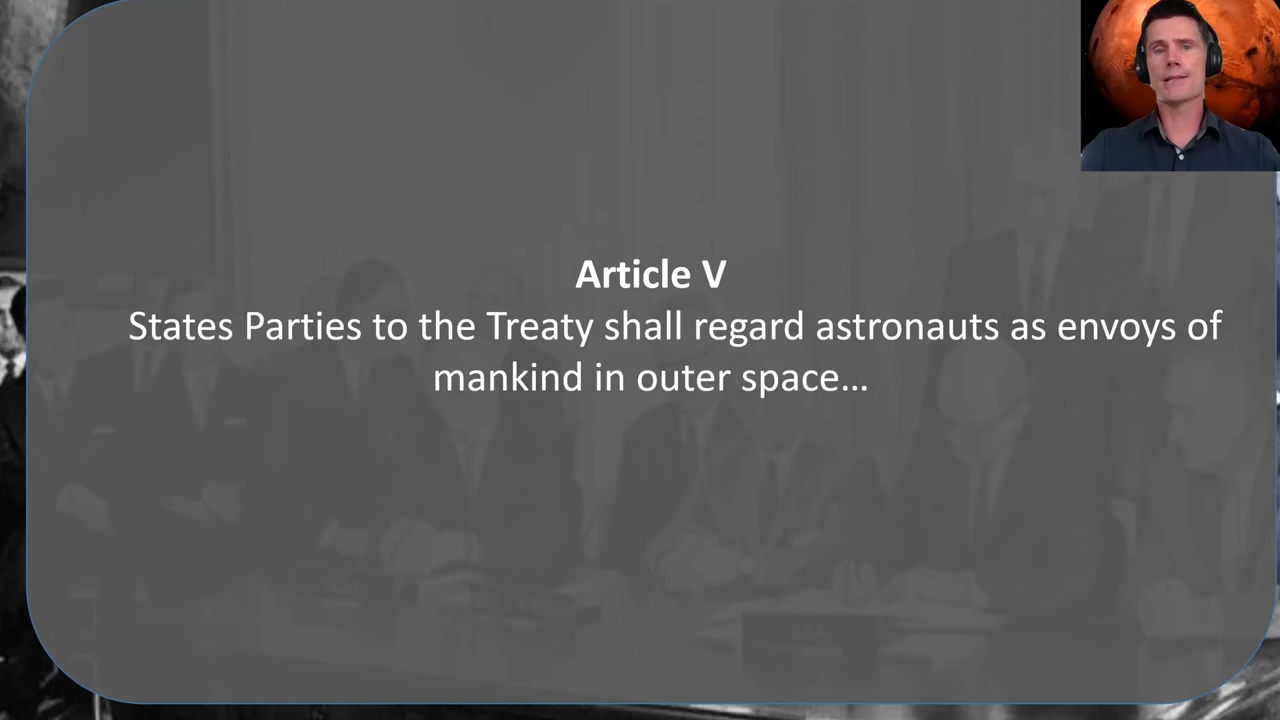 Article V
States Parties to the Treaty shall regard astronauts as envoys of
mankind in outer space…